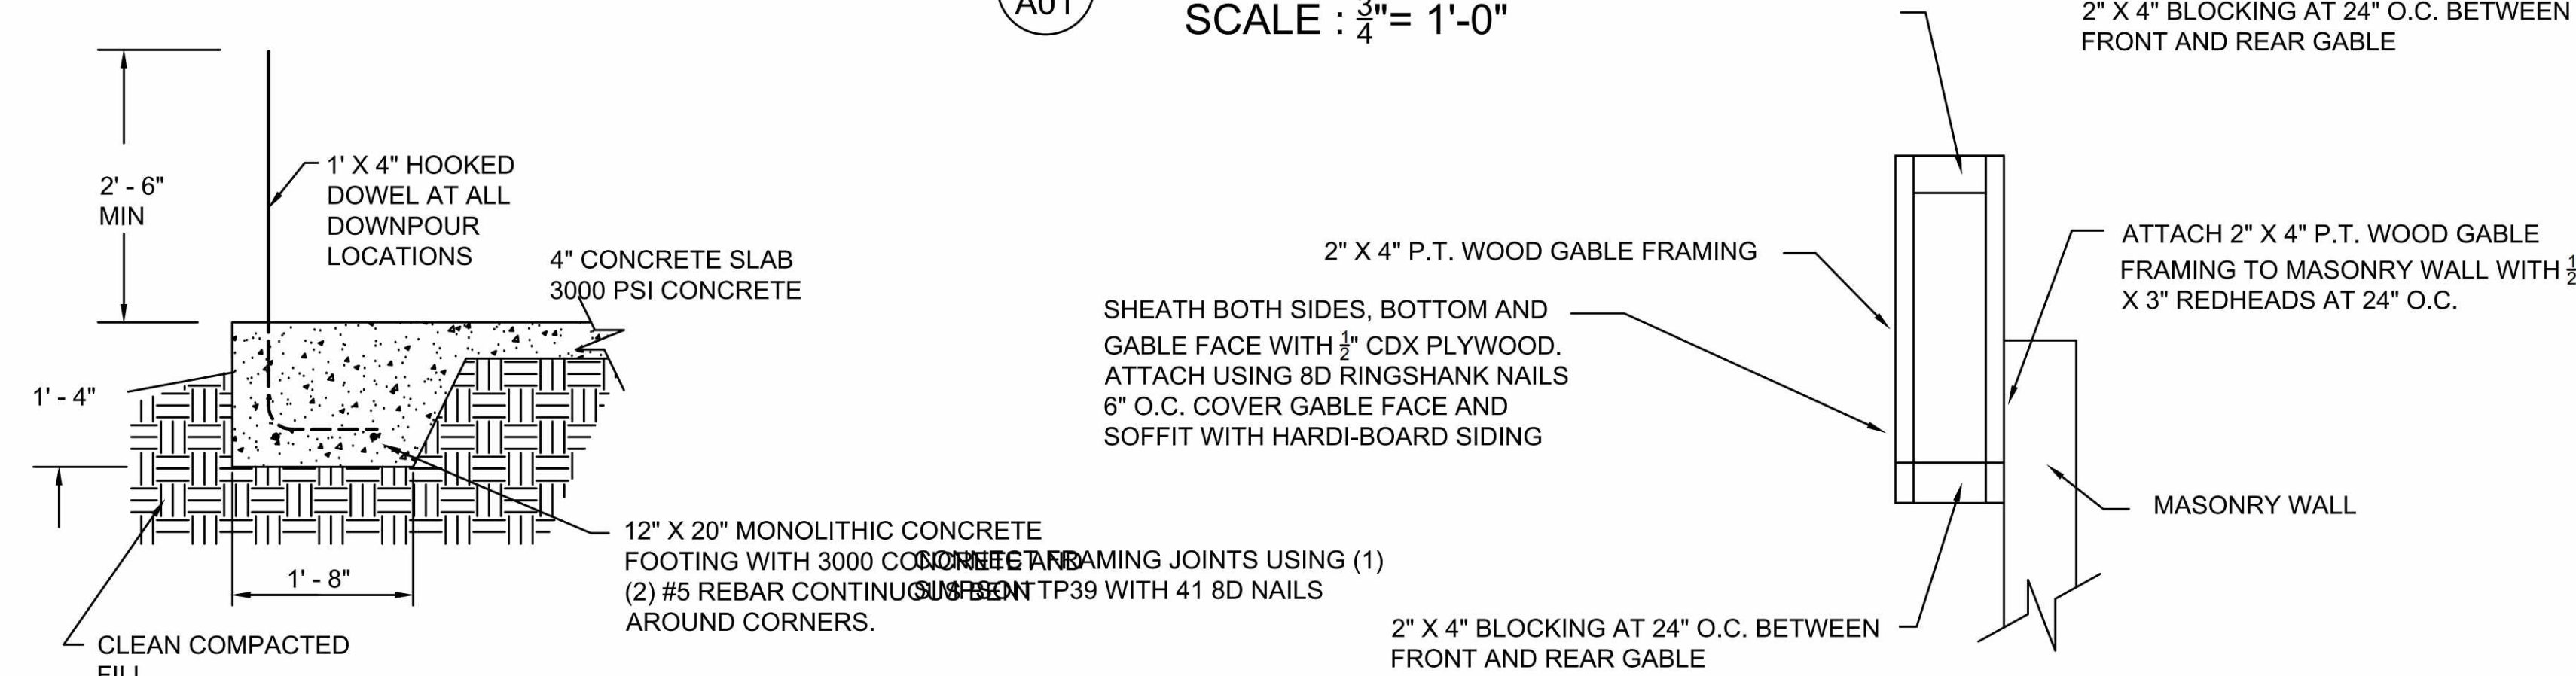 A01
SCALE : 3/4"= 1'-0"
2" X 4" BLOCKING AT 24" O.C. BETWEEN
FRONT AND REAR GABLE
2' - 6"
MIN
1' X 4" HOOKED
DOWEL AT ALL
DOWNPOUR
LOCATIONS
4" CONCRETE SLAB
3000 PSI CONCRETE
1' - 4"
1' - 8"
CLEAN COMPACTED
FILL
12" X 20" MONOLITHIC CONCRETE
FOOTING WITH 3000 CONCRETE AND
(2) #5 REBAR CONTINUOUS BENT
AROUND CORNERS.
CONNECT FRAMING JOINTS USING (1)
SIMPSON TP39 WITH 41 8D NAILS
2" X 4" P.T. WOOD GABLE FRAMING
SHEATH BOTH SIDES, BOTTOM AND
GABLE FACE WITH 1/2" CDX PLYWOOD.
ATTACH USING 8D RINGSHANK NAILS
6" O.C. COVER GABLE FACE AND
SOFFIT WITH HARDI-BOARD SIDING
ATTACH 2" X 4" P.T. WOOD GABLE
FRAMING TO MASONRY WALL WITH 1/2
X 3" REDHEADS AT 24" O.C.
MASONRY WALL
2" X 4" BLOCKING AT 24" O.C. BETWEEN
FRONT AND REAR GABLE